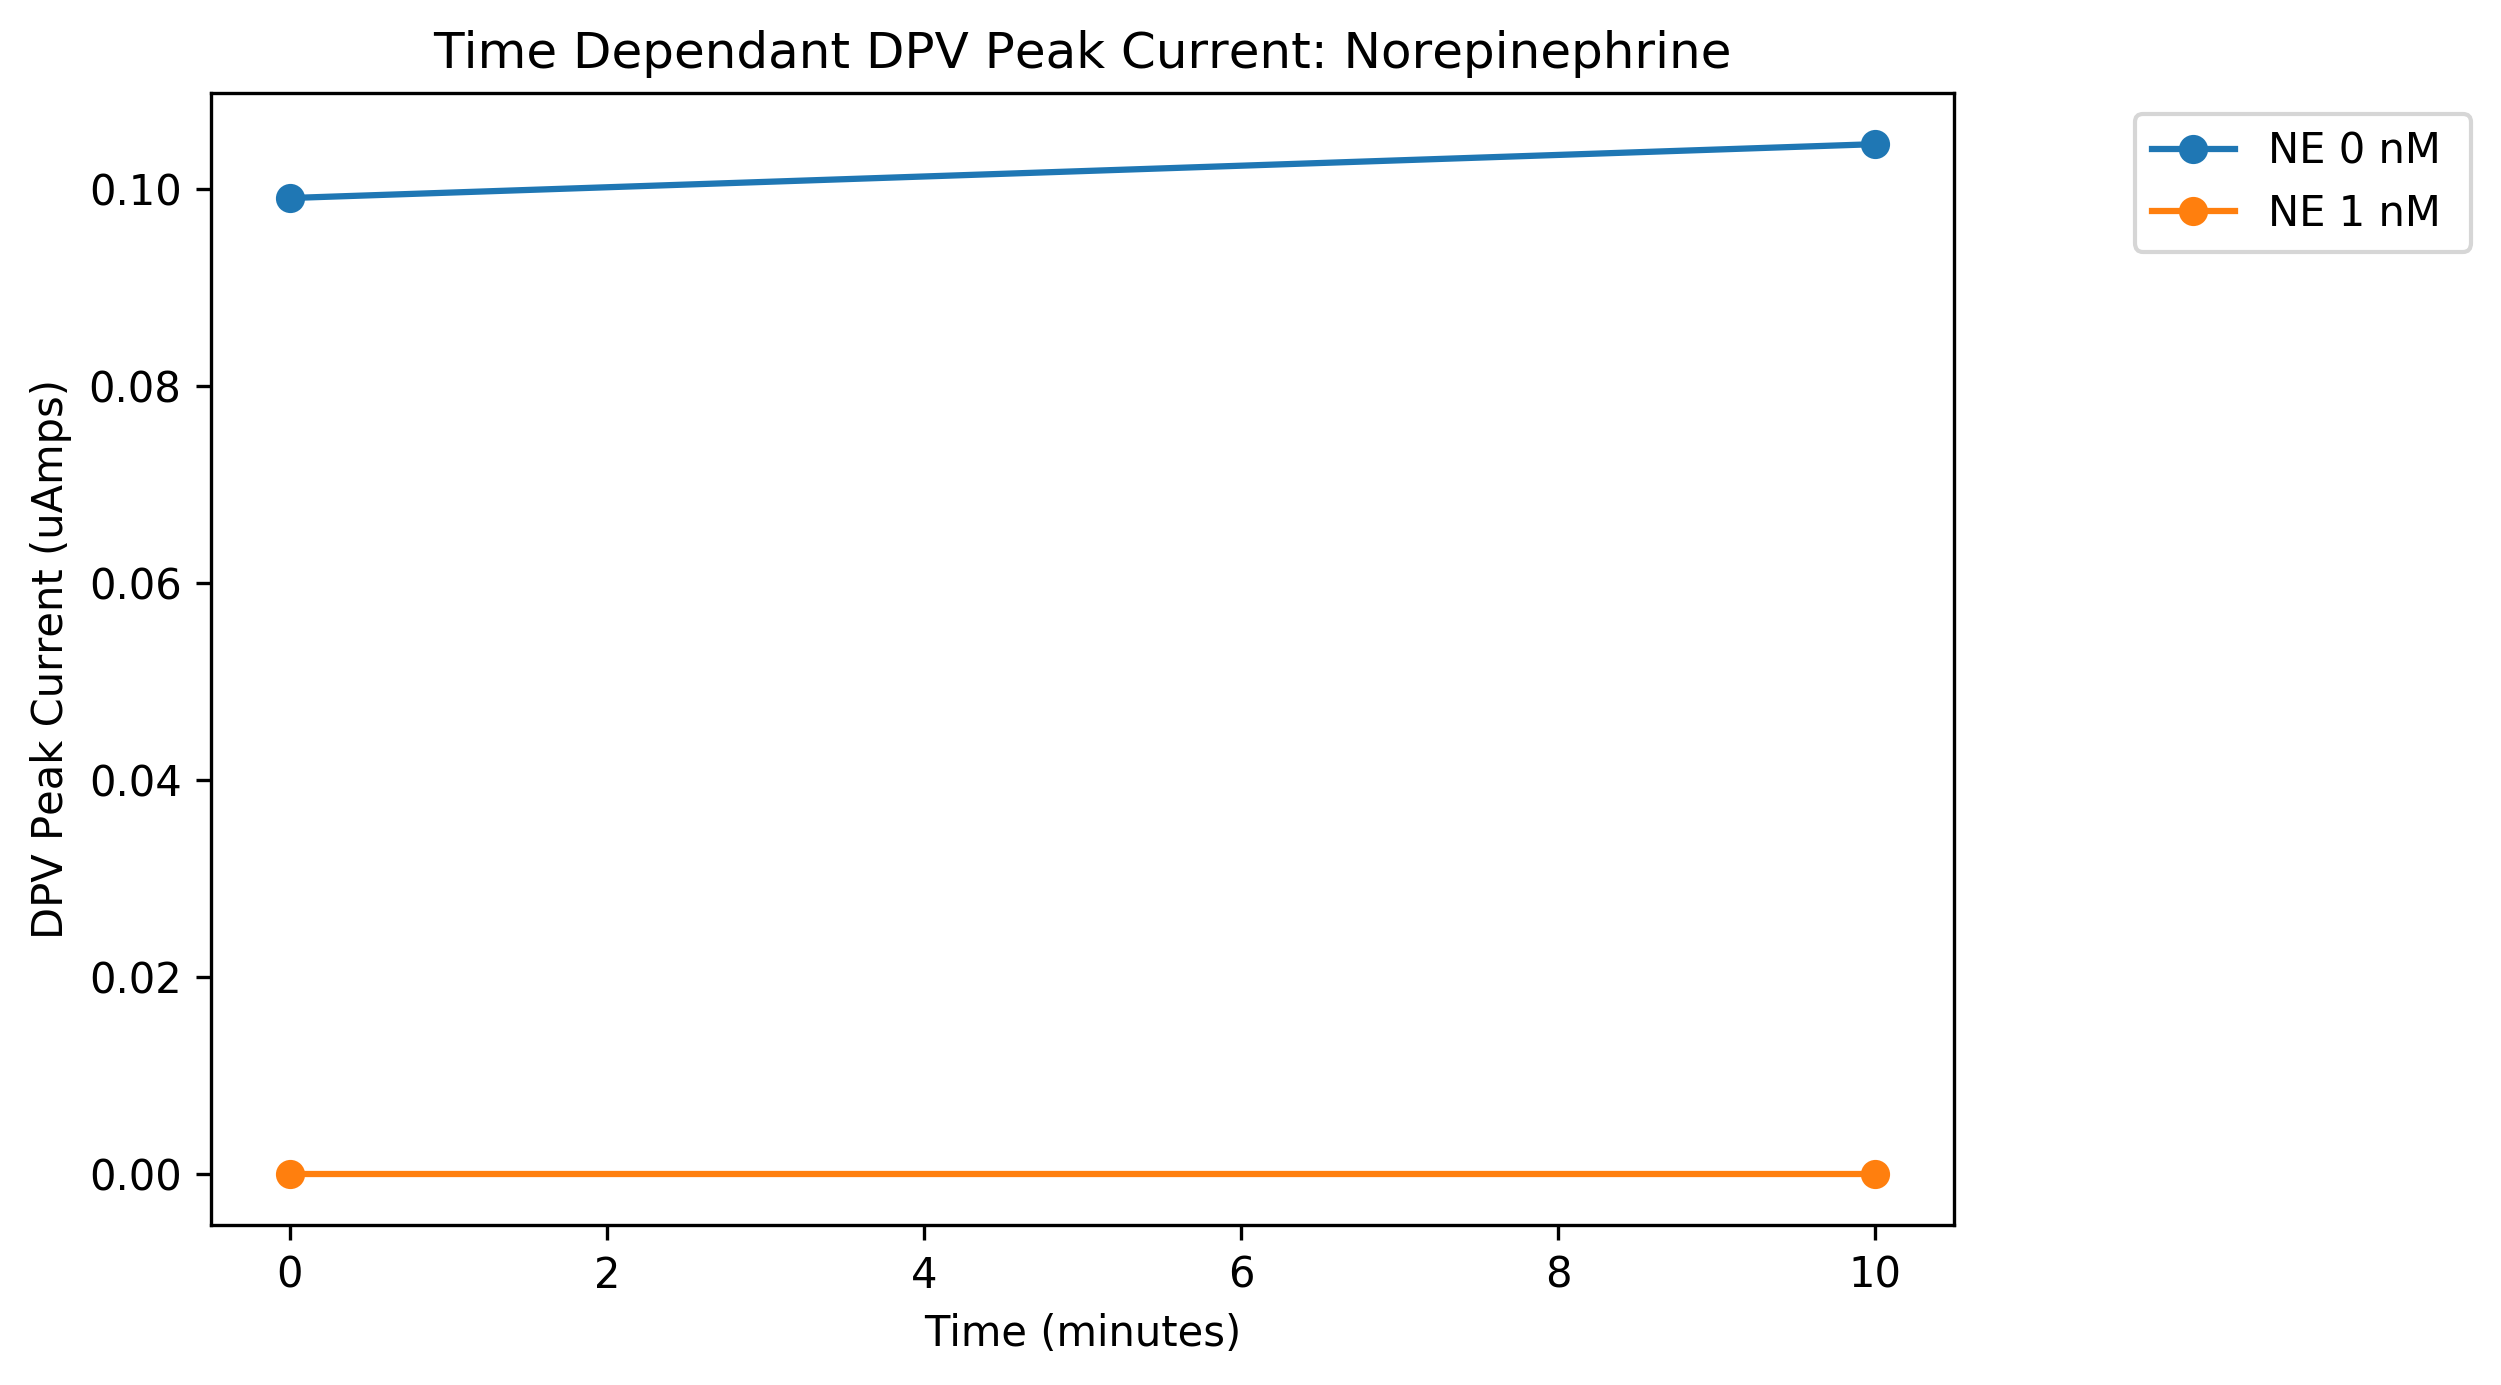 Time Dependant DPV Peak Current: Norepinephrine
NE 0 nM
NE 1 nM
DPV Peak Current (uAmps)
0.10
0.08
0.06
0.04
0.02
0.00
0 2 4 6 8 10
Time (minutes)